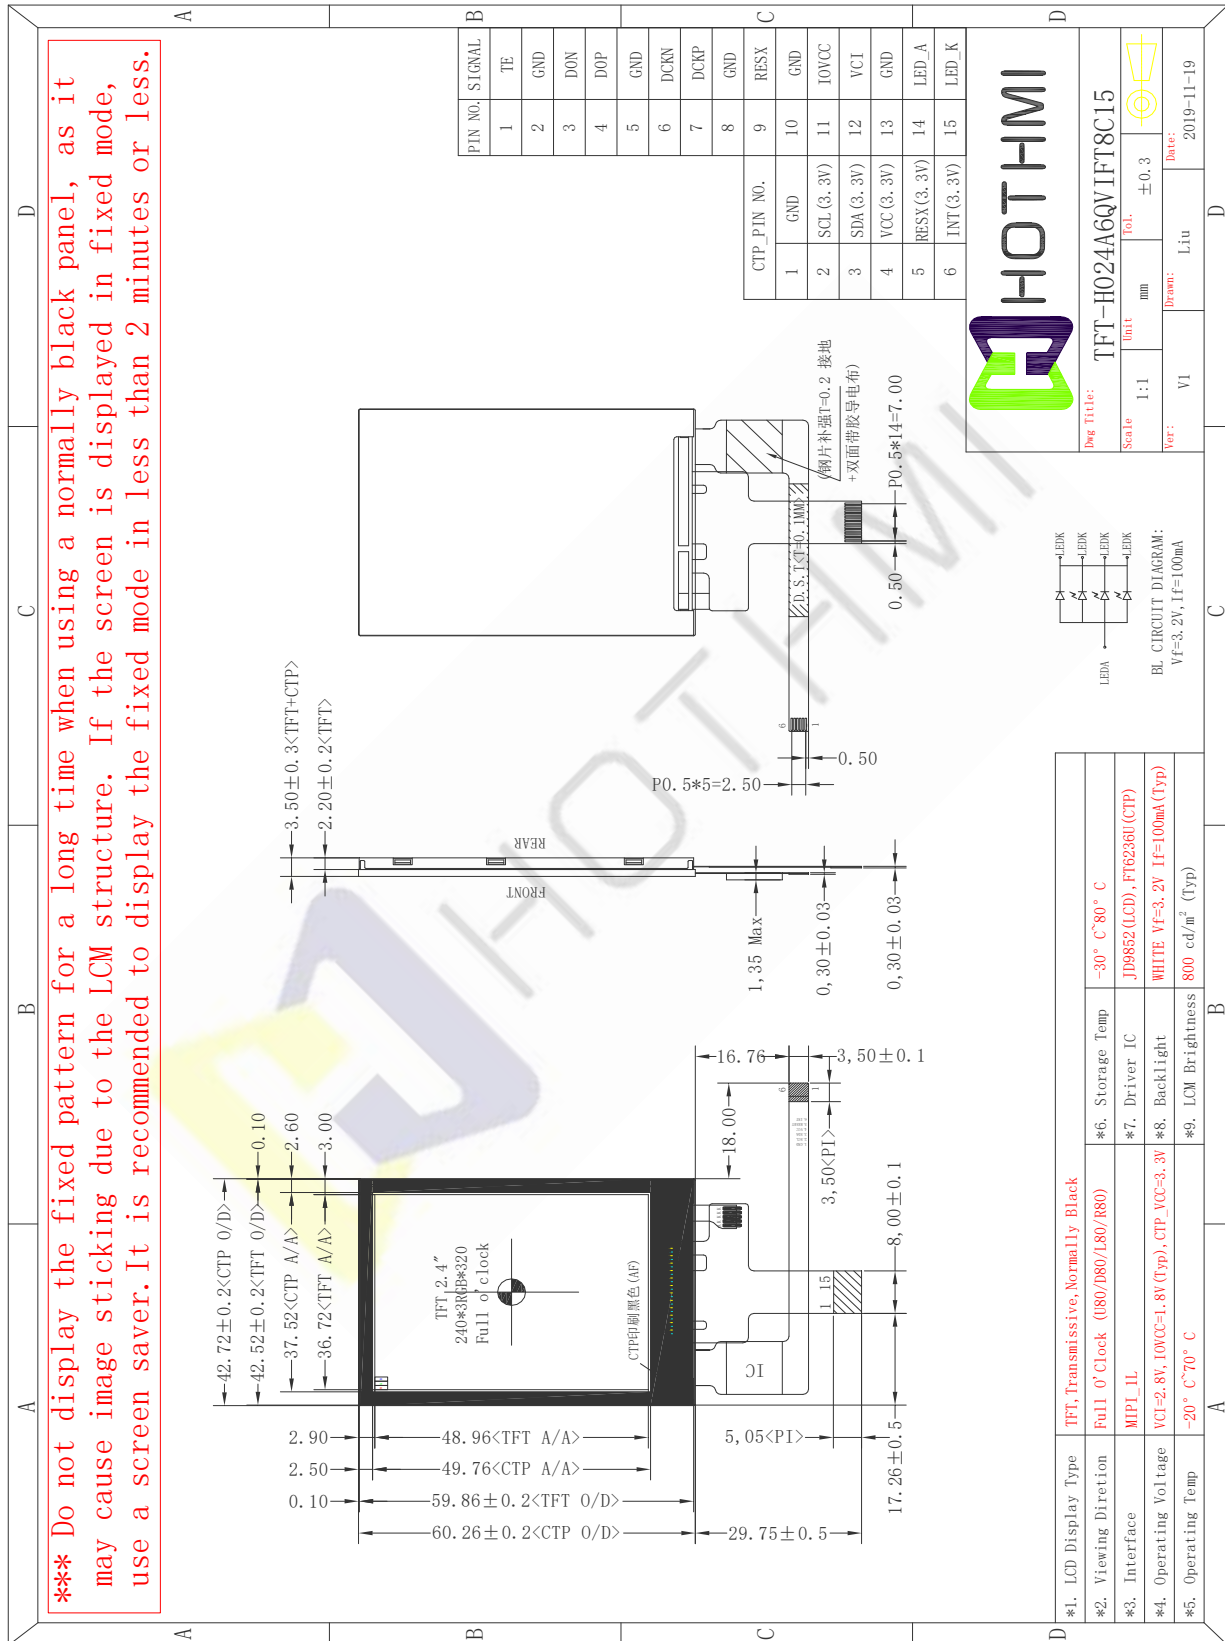 *** Do not display the fixed pattern for a long time when using a normally black panel, as it
may cause image sticking due to the LCM structure. If the screen is displayed in fixed mode,
use a screen saver.It is recommended to display the fixed mode in less than 2 minutes or less.
A
B
C
D
A
B
C
D
A
B
C
D
A
B
C
D
42.72±0.2<CTP O/D>
42.52±0.2<TFT O/D>
0.10
37.52<CTP A/A>
2.60
36.72<TFT A/A>
3.00
2.90
48.96<TFT A/A>
2.50
49.76<CTP A/A>
0.10
59.86±0.2<TFT O/D>
60.26±0.2<CTP O/D>
29.75±0.5
TFT 2.4"
240*3RGB*320
Full o'clock
CTP印刷黑色(AF)
IC
1 15
6
1
18.00
16.76
3,50±0.1
3,50<PI>
8,00±0.1
5,05<PI>
17.26±0.5
3.50±0.3<TFT+CTP>
2.20±0.2<TFT>
FRONT
REAR
1,35 Max
0,30±0.03
0,30±0.03
P0.5*5=2.50
0.50
6
1
D.S.T<T=0.1MM>
0.50
P0.5*14=7.00
钢片补强T=0.2 接地
+双面带胶导电布)
PIN NO. SIGNAL
1 TE
2 GND
3 DON
4 DOP
5 GND
6 DCKN
7 DCKP
8 GND
9 RESX
10 GND
11 IOVCC
12 VCI
13 GND
14 LED_A
15 LED_K
CTP_PIN NO.
1 GND
2 SCL(3.3V)
3 SDA(3.3V)
4 VCC(3.3V)
5 RESX(3.3V)
6 INT(3.3V)
LEDA
LEDK
LEDK
LEDK
LEDK
BL CIRCUIT DIAGRAM:
Vf=3.2V,If=100mA
*1. LCD Display Type TFT,Transmissive,Normally Black
*2. Viewing Diretion Full O'Clock (U80/D80/L80/R80)
*3. Interface MIPI_1L
*4. Operating Voltage VCI=2.8V,IOVCC=1.8V(Typ),CTP_VCC=3.3V
*5. Operating Temp -20° C~70° C
*6. Storage Temp -30° C~80° C
*7. Driver IC JD9852(LCD),FT6236U(CTP)
*8. Backlight WHITE Vf=3.2V If=100mA(Typ)
*9. LCM Brightness 800 cd/m² (Typ)
HOTHMI
Dwg Title: TFT-H024A6QVIFT8C15
Scale 1:1 Unit mm Tol. ±0.3
Ver: V1 Drawn: Liu Date: 2019-11-19
HOTHMI